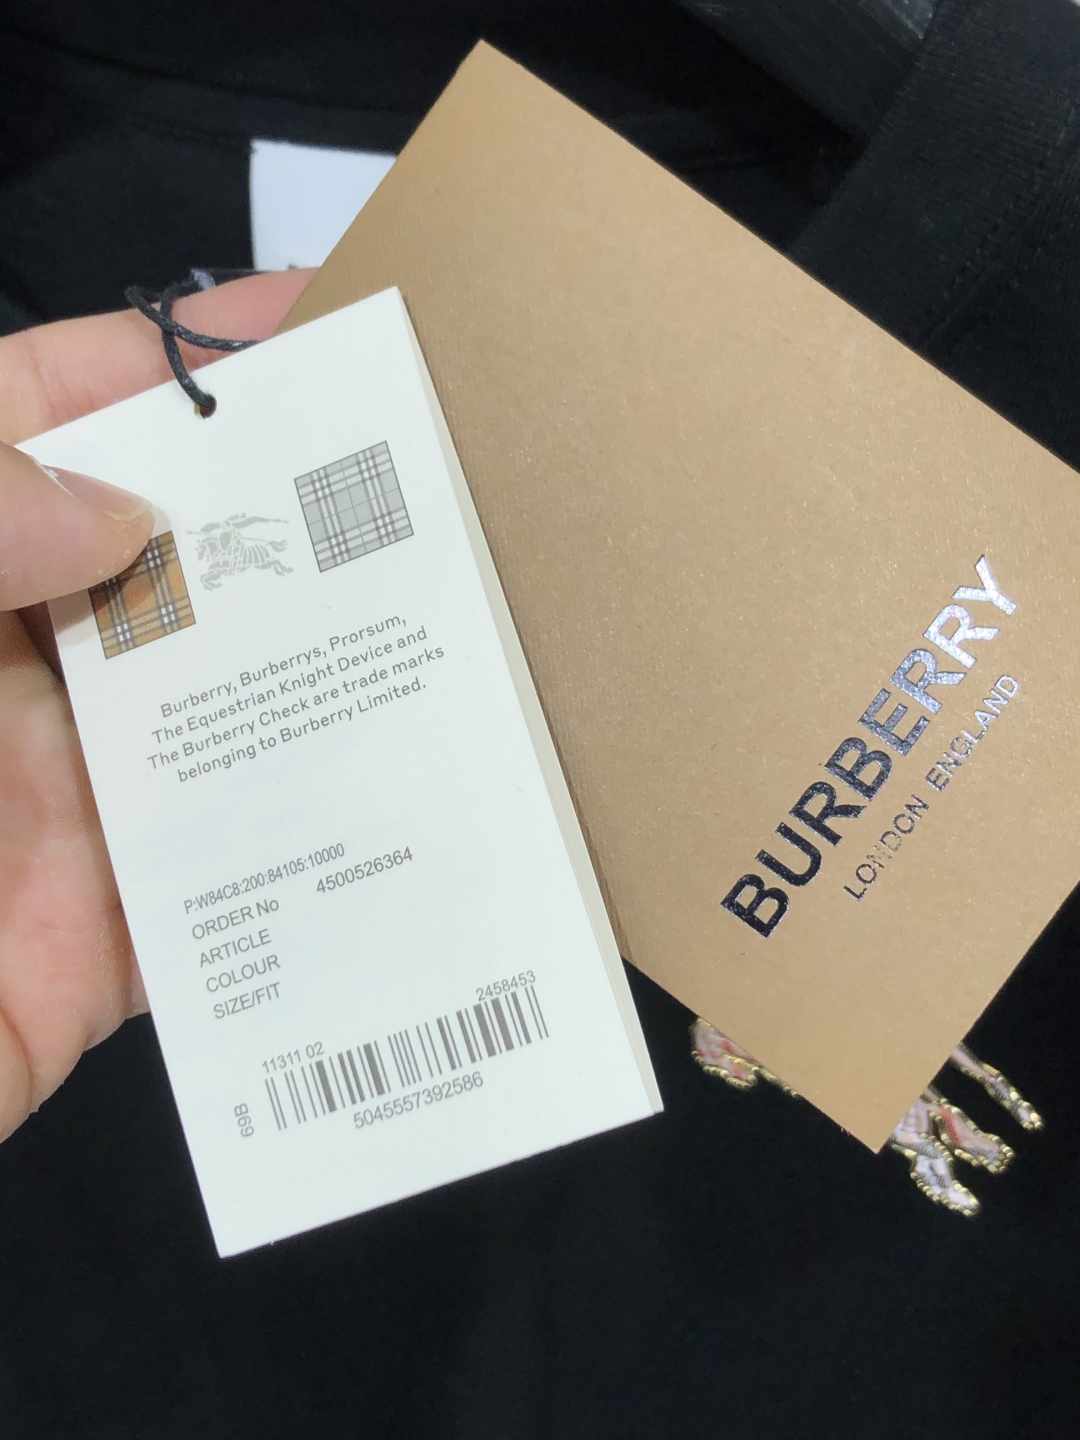 Burberry, Burberrys, Prorsum,
The Equestrian Knight Device and
The Burberry Check are trade marks
belonging to Burberry Limited.
P:W84C8:200:84105:10000
ORDER No 4500526364
ARTICLE
COLOUR
SIZE/FIT
11311 02 2458453
69B
5045557392586
BURBERRY
LONDON ENGLAND